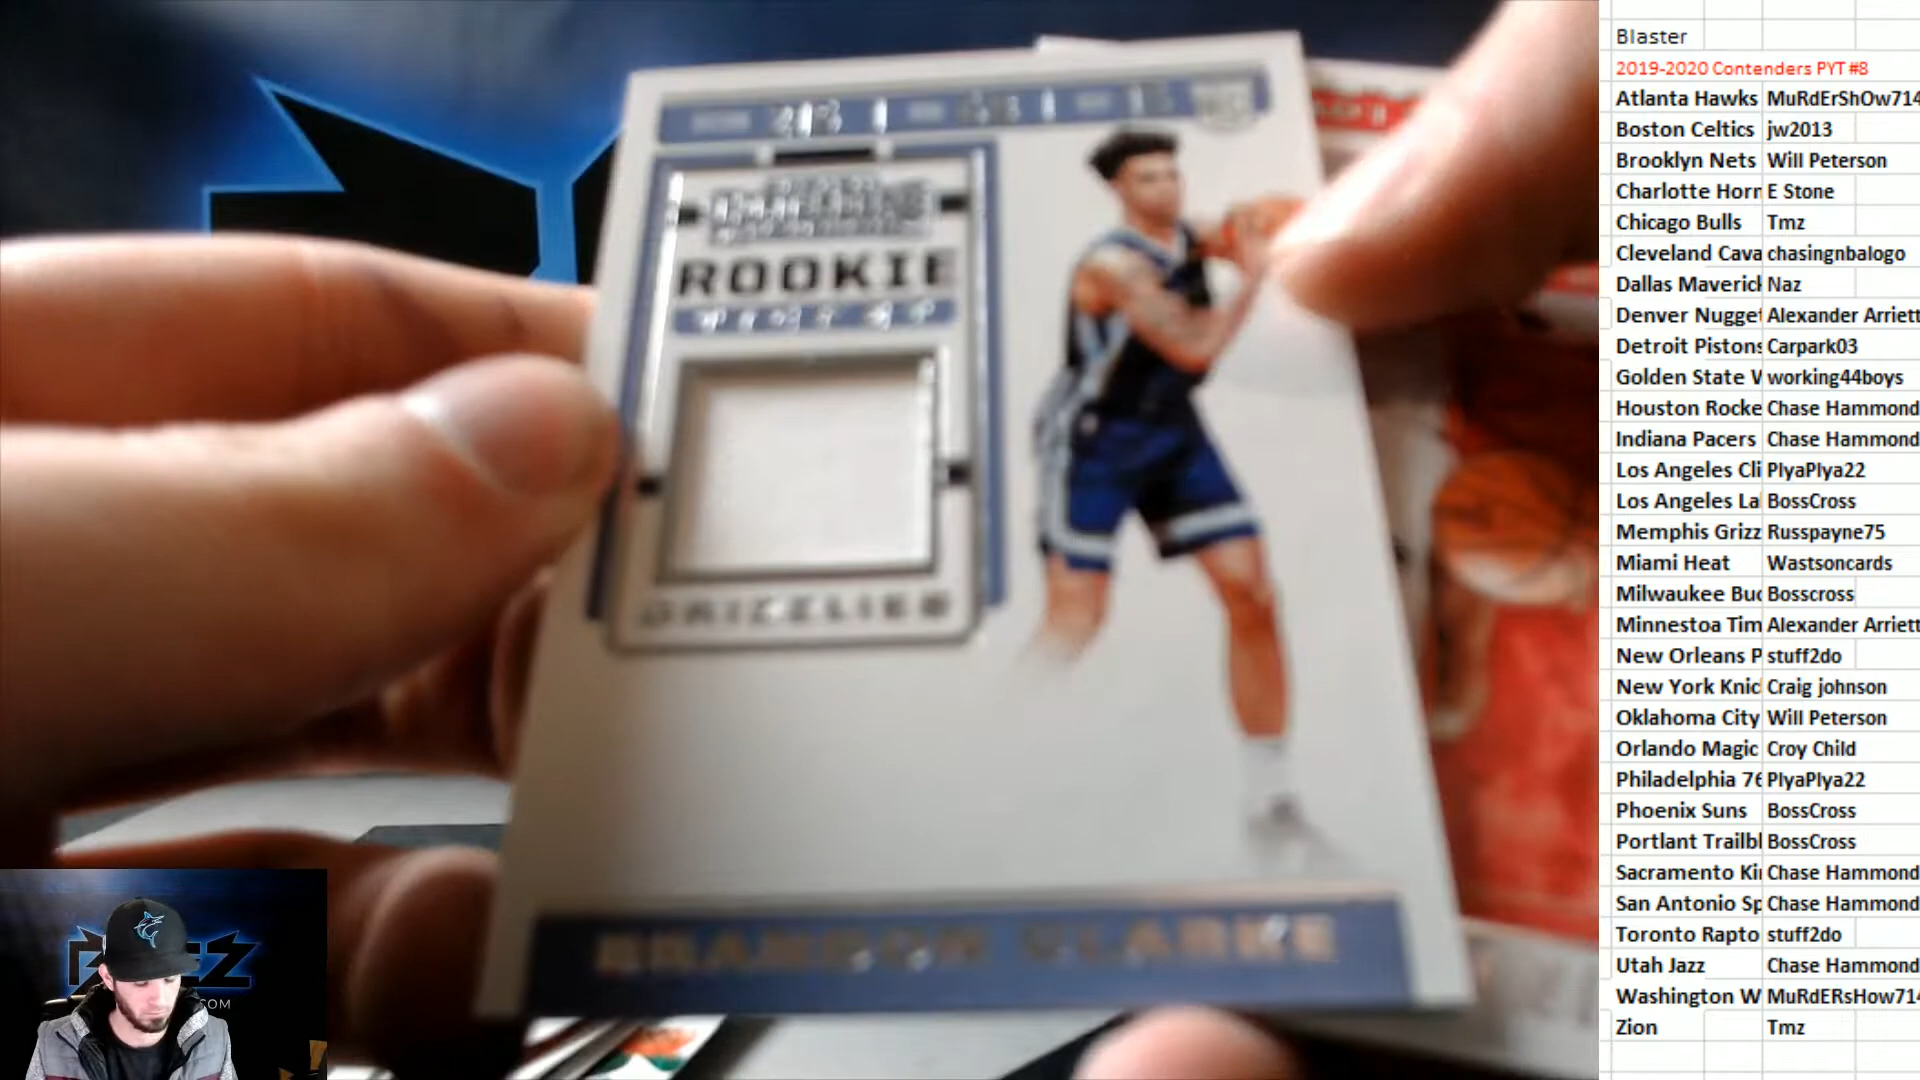 ROOKIE
GRIZZLIES
BRANDON CLARKE
COM
Blaster
2019-2020 Contenders PYT #8
Atlanta Hawks MuRdErShOw714
Boston Celtics jw2013
Brooklyn Nets Will Peterson
Charlotte Horn E Stone
Chicago Bulls Tmz
Cleveland Cava chasingnbalogo
Dallas Maverick Naz
Denver Nugget Alexander Arriett
Detroit Pistons Carpark03
Golden State W working44boys
Houston Rocke Chase Hammond
Indiana Pacers Chase Hammond
Los Angeles Cli PlyaPlya22
Los Angeles La BossCross
Memphis Grizz Russpayne75
Miami Heat Wastsoncards
Milwaukee Buc Bosscross
Minnestoa Tim Alexander Arriett
New Orleans P stuff2do
New York Knic Craig johnson
Oklahoma City Will Peterson
Orlando Magic Croy Child
Philadelphia 76 PlyaPlya22
Phoenix Suns BossCross
Portlant Trailbl BossCross
Sacramento Ki Chase Hammond
San Antonio Sp Chase Hammond
Toronto Rapto stuff2do
Utah Jazz Chase Hammond
Washington W MuRdERsHow714
Zion Tmz